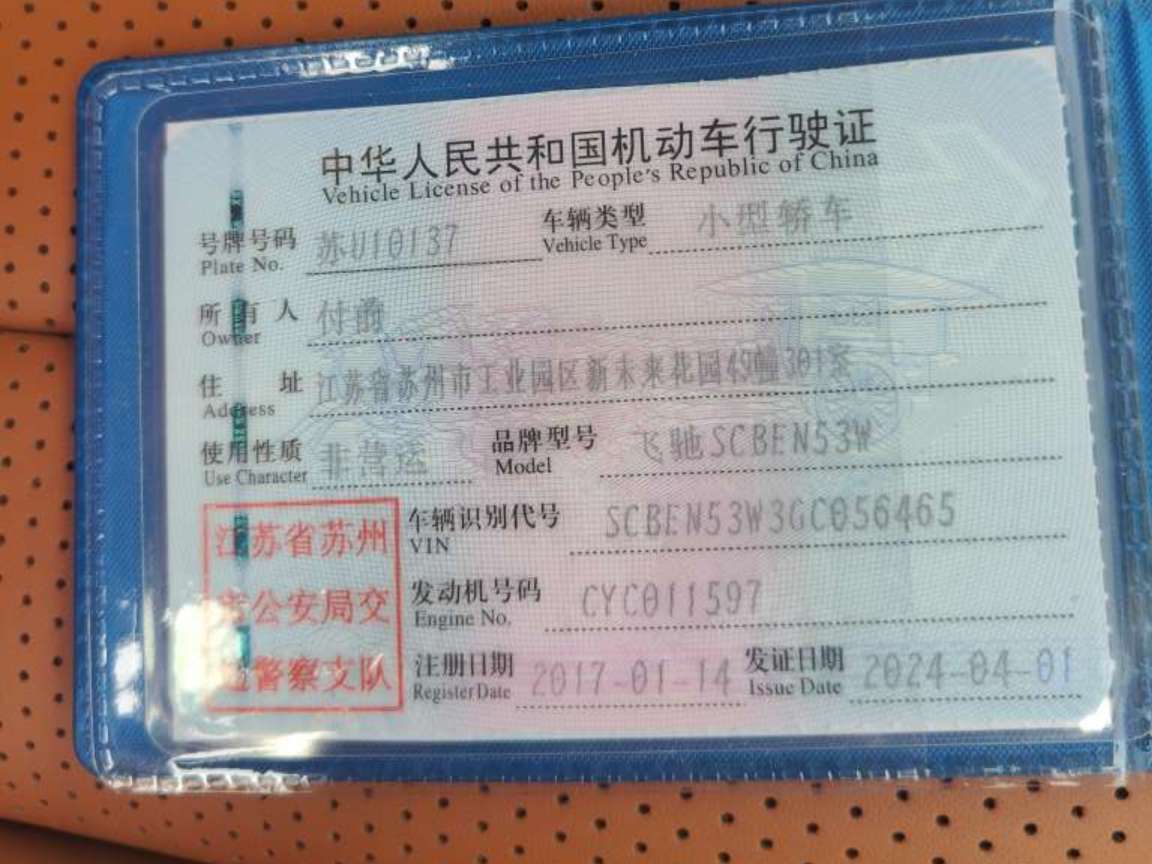 中华人民共和国机动车行驶证
Vehicle License of the People's Republic of China
号牌号码 苏U10137 车辆类型 小型轿车
Plate No. Vehicle Type
所有人 付前
Owner
住址 江苏省苏州市工业园区新未来花园49幢301室
Address
使用性质 非营运 品牌型号 飞驰SCBEN53W
Use Character Model
江苏省苏州 车辆识别代号 SCBEN53W3GC056465
VIN
市公安局交 发动机号码 CYC011597
Engine No.
通警察支队 注册日期 2017-01-14 发证日期 2024-04-01
Register Date Issue Date